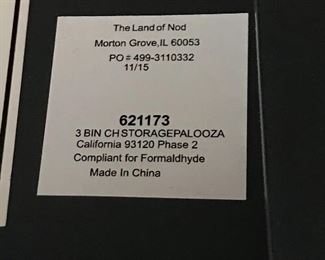 The Land of Nod
Morton Grove,IL 60053
PO # 499-3110332
11/15
621173
3 BIN CH STORAGEPALOOZA
California 93120 Phase 2
Compliant for Formaldhyde
Made In China